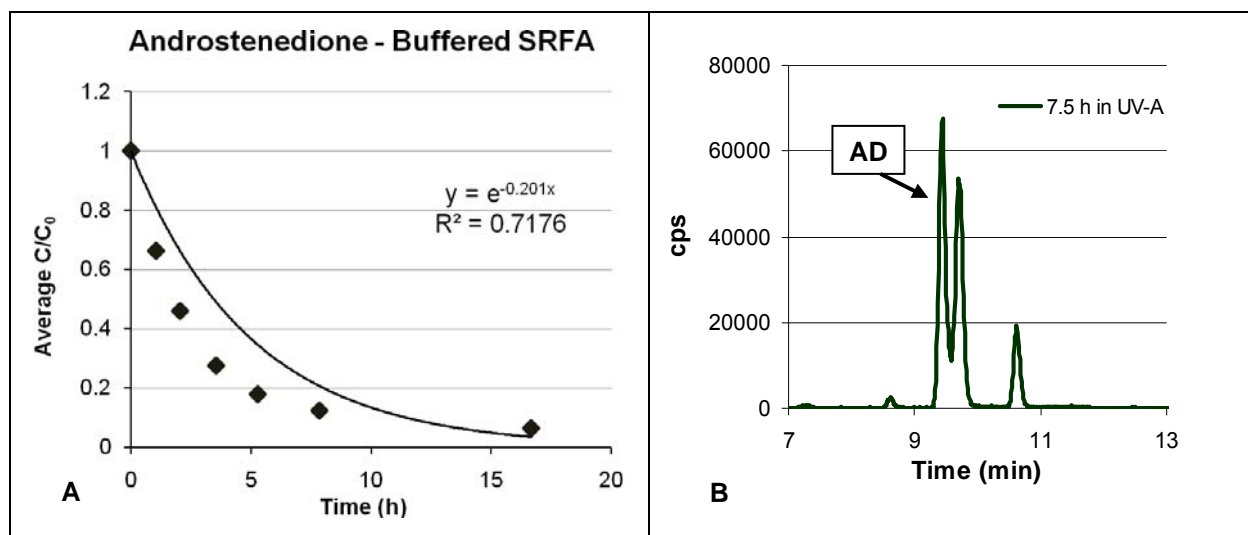 Androstenedione - Buffered SRFA
1.2
1
0.8
0.6
0.4
0.2
0
Average C/C₀
y = e^-0.201x
R² = 0.7176
0 5 10 15 20
Time (h)
A
80000
60000
40000
20000
0
cps
7.5 h in UV-A
AD
7 9 11 13
Time (min)
B